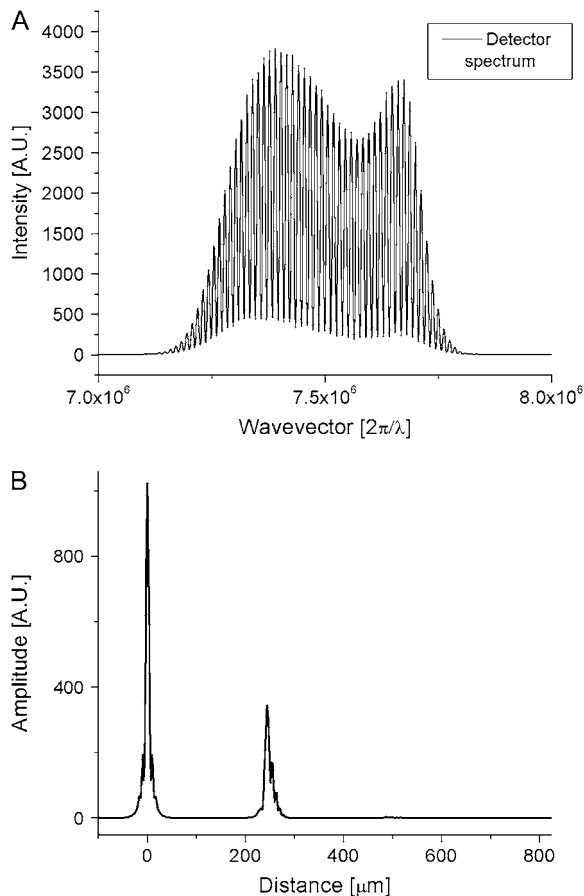 A
Detector
spectrum
4000
3500
3000
2500
2000
1500
1000
500
0
Intensity [A.U.]
7.0x10⁶
7.5x10⁶
8.0x10⁶
Wavevector [2π/λ]
B
800
400
0
Amplitude [A.U.]
0
200
400
600
800
Distance [μm]